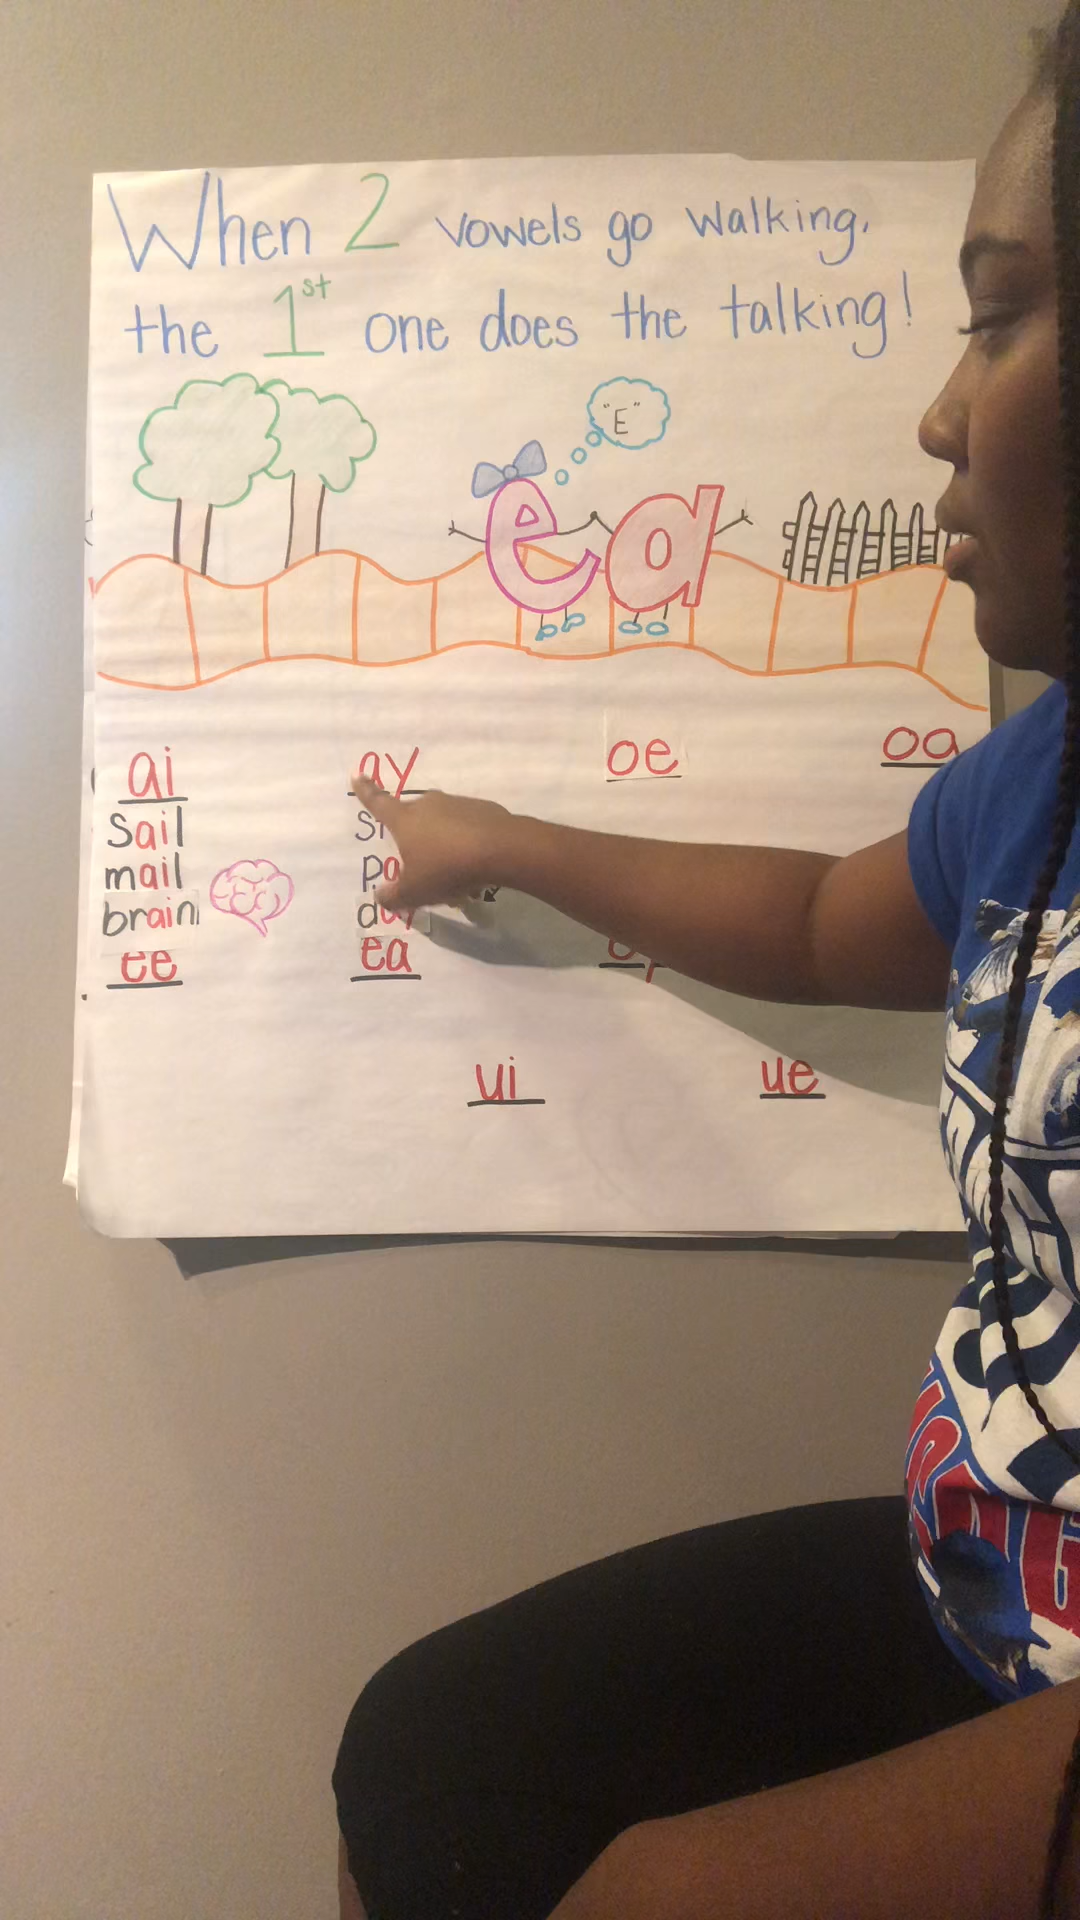 When 2 vowels go walking,
the 1st one does the talking!
"E"
ea
ai
ay
oe
oa
sail
mail
brain
day
ee
ea
ui
ue